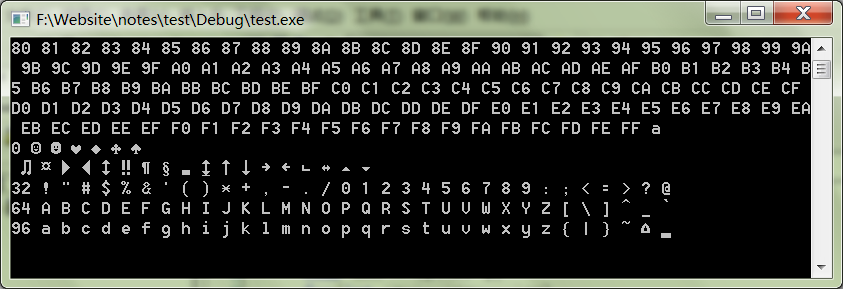 F:\Website\notes\test\Debug\test.exe
80 81 82 83 84 85 86 87 88 89 8A 8B 8C 8D 8E 8F 90 91 92 93 94 95 96 97 98 99 9A
9B 9C 9D 9E 9F A0 A1 A2 A3 A4 A5 A6 A7 A8 A9 AA AB AC AD AE AF B0 B1 B2 B3 B4 B
5 B6 B7 B8 B9 BA BB BC BD BE BF C0 C1 C2 C3 C4 C5 C6 C7 C8 C9 CA CB CC CD CE CF
D0 D1 D2 D3 D4 D5 D6 D7 D8 D9 DA DB DC DD DE DF E0 E1 E2 E3 E4 E5 E6 E7 E8 E9 EA
EB EC ED EE EF F0 F1 F2 F3 F4 F5 F6 F7 F8 F9 FA FB FC FD FE FF a
0 ☺ ☻ ♥ ♦ ♣ ♠
♫ ¤ ► ◄ ↕ ‼ ¶ § ▬ ↨ ↑ ↓ → ← ∟ ↔ ▲ ▼
32 ! " # $ % & ' ( ) * + , - . / 0 1 2 3 4 5 6 7 8 9 : ; < = > ? @
64 A B C D E F G H I J K L M N O P Q R S T U V W X Y Z [ \ ] ^ _ `
96 a b c d e f g h i j k l m n o p q r s t u v w x y z { | } ~ ⌂ _